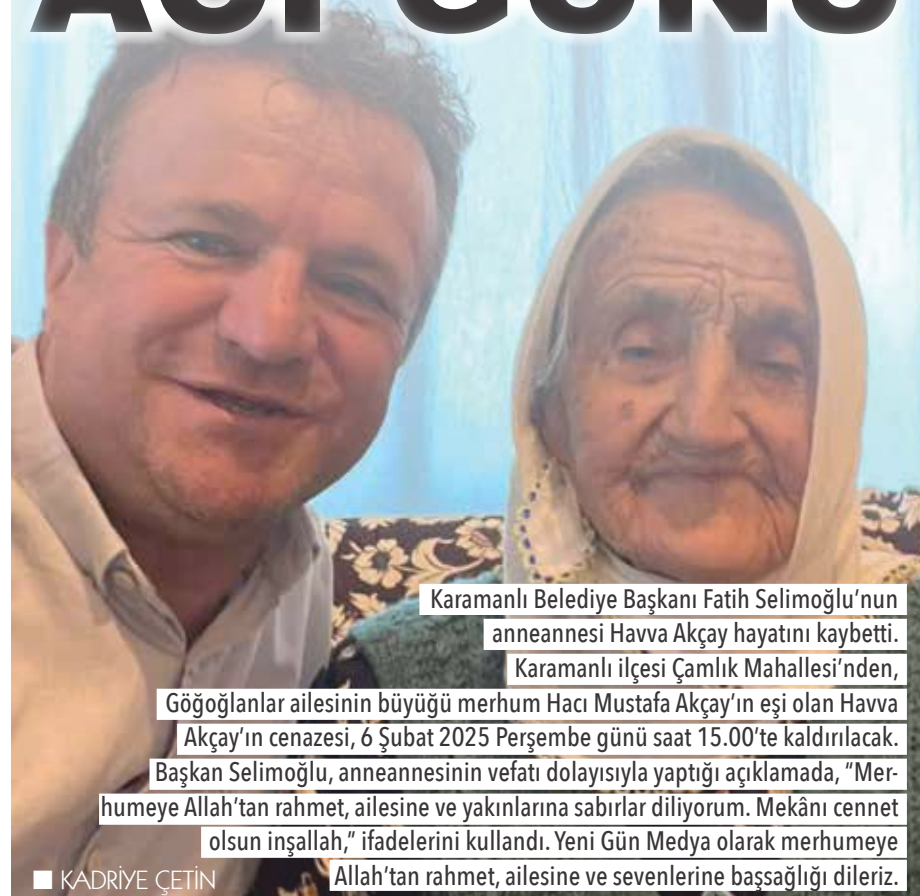 ACI GÜNÜ
Karamanlı Belediye Başkanı Fatih Selimoğlu’nun
anneannesi Havva Akçay hayatını kaybetti.
Karamanlı ilçesi Çamlık Mahallesi’nden,
Göğoğlanlar ailesinin büyüğü merhum Hacı Mustafa Akçay’ın eşi olan Havva
Akçay’ın cenazesi, 6 Şubat 2025 Perşembe günü saat 15.00’te kaldırılacak.
Başkan Selimoğlu, anneannesinin vefatı dolayısıyla yaptığı açıklamada, “Mer-
humeye Allah’tan rahmet, ailesine ve yakınlarına sabırlar diliyorum. Mekânı cennet
olsun inşallah,” ifadelerini kullandı. Yeni Gün Medya olarak merhumeye
Allah’tan rahmet, ailesine ve sevenlerine başsağlığı dileriz.
■ KADRİYE ÇETİN